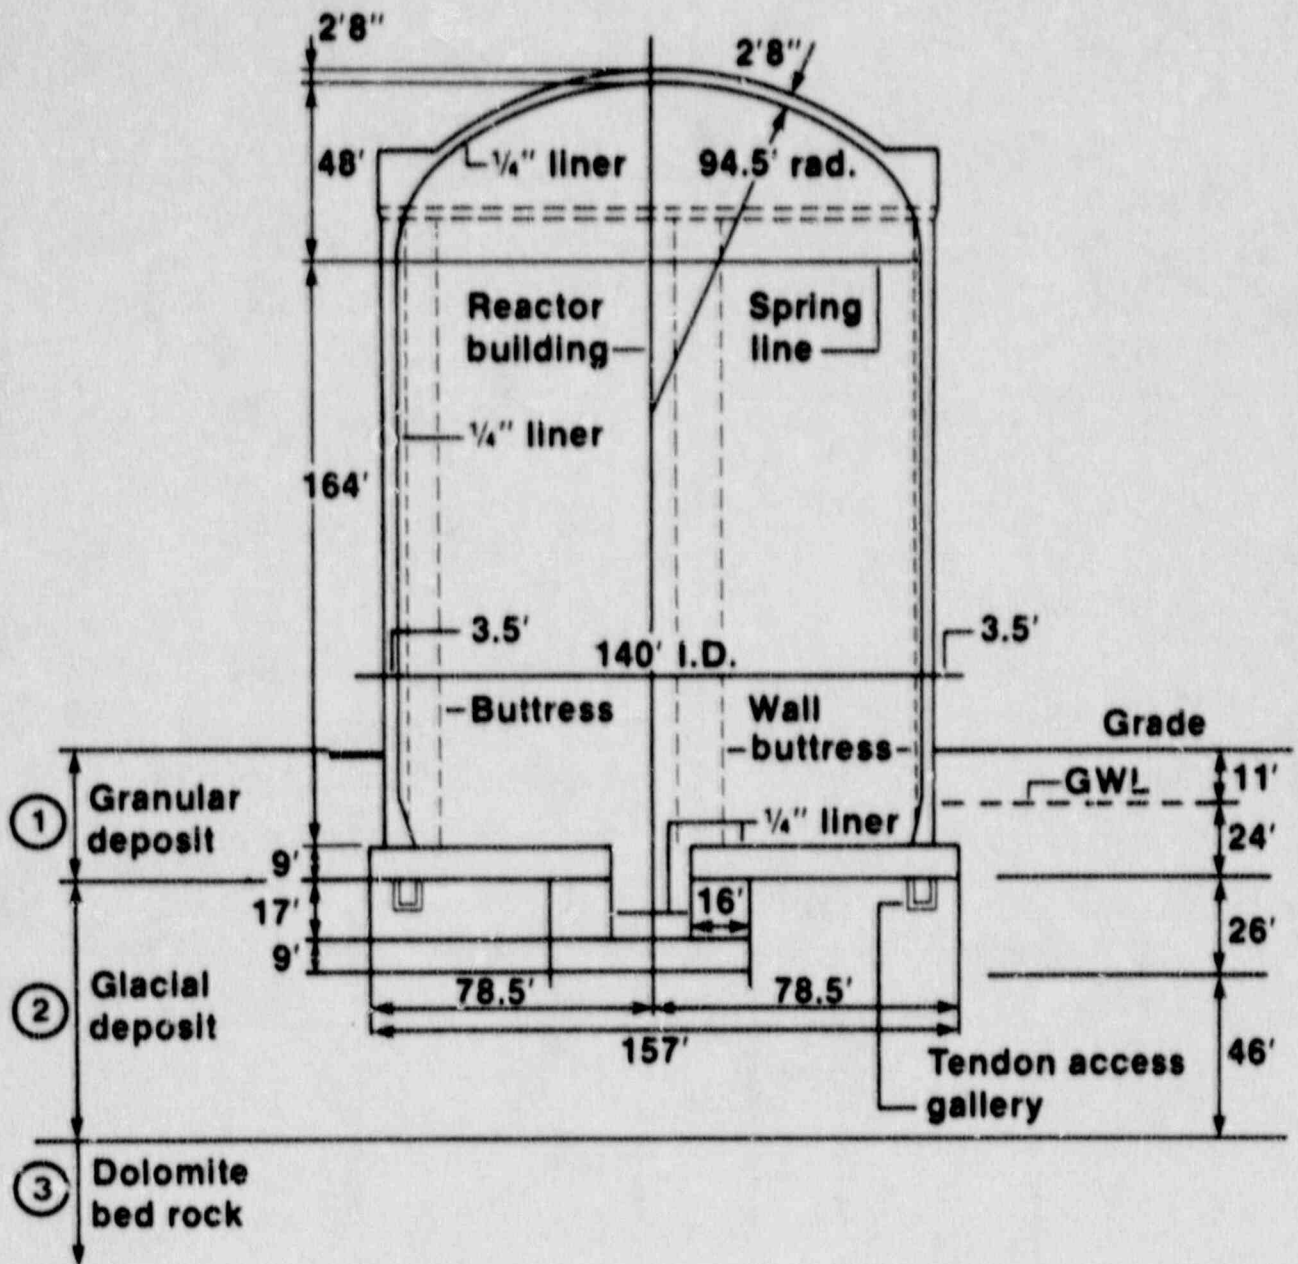 2'8"
2'8"
48'
¼" liner
94.5' rad.
Reactor
building
Spring
line
¼" liner
164'
3.5'
140' I.D.
3.5'
Buttress
Wall
buttress
Grade
GWL
11'
1
Granular
deposit
¼" liner
24'
9'
17'
16'
26'
9'
2
Glacial
deposit
78.5'
78.5'
157'
Tendon access
gallery
46'
3
Dolomite
bed rock